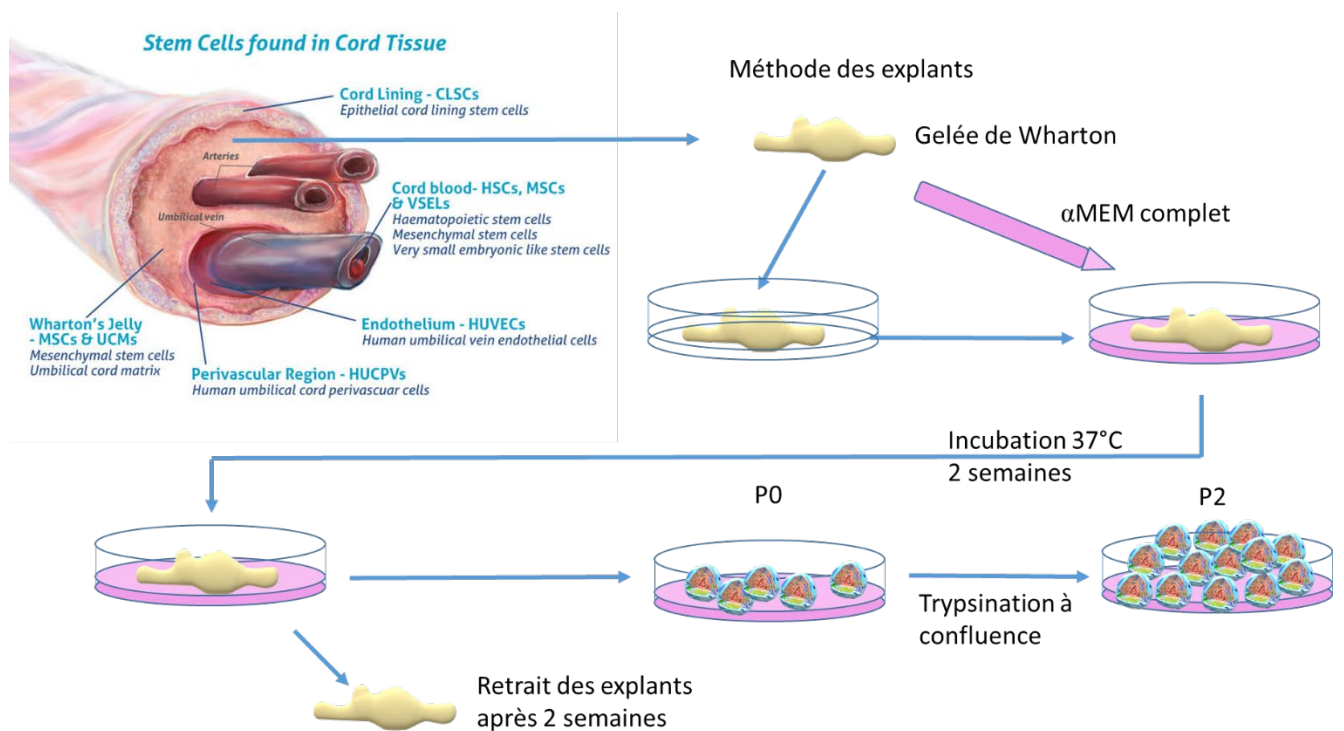 Stem Cells found in Cord Tissue
Cord Lining - CLSCs
Epithelial cord lining stem cells
Arteries
Cord blood- HSCs, MSCs
& VSELs
Haematopoietic stem cells
Mesenchymal stem cells
Very small embryonic like stem cells
Umbilical vein
Wharton's Jelly
- MSCs & UCMs
Mesenchymal stem cells
Umbilical cord matrix
Endothelium - HUVECs
Human umbilical vein endothelial cells
Perivascular Region - HUCPVs
Human umbilical cord perivascuar cells
Méthode des explants
Gelée de Wharton
αMEM complet
Incubation 37°C
2 semaines
P0
P2
Trypsination à
confluence
Retrait des explants
après 2 semaines